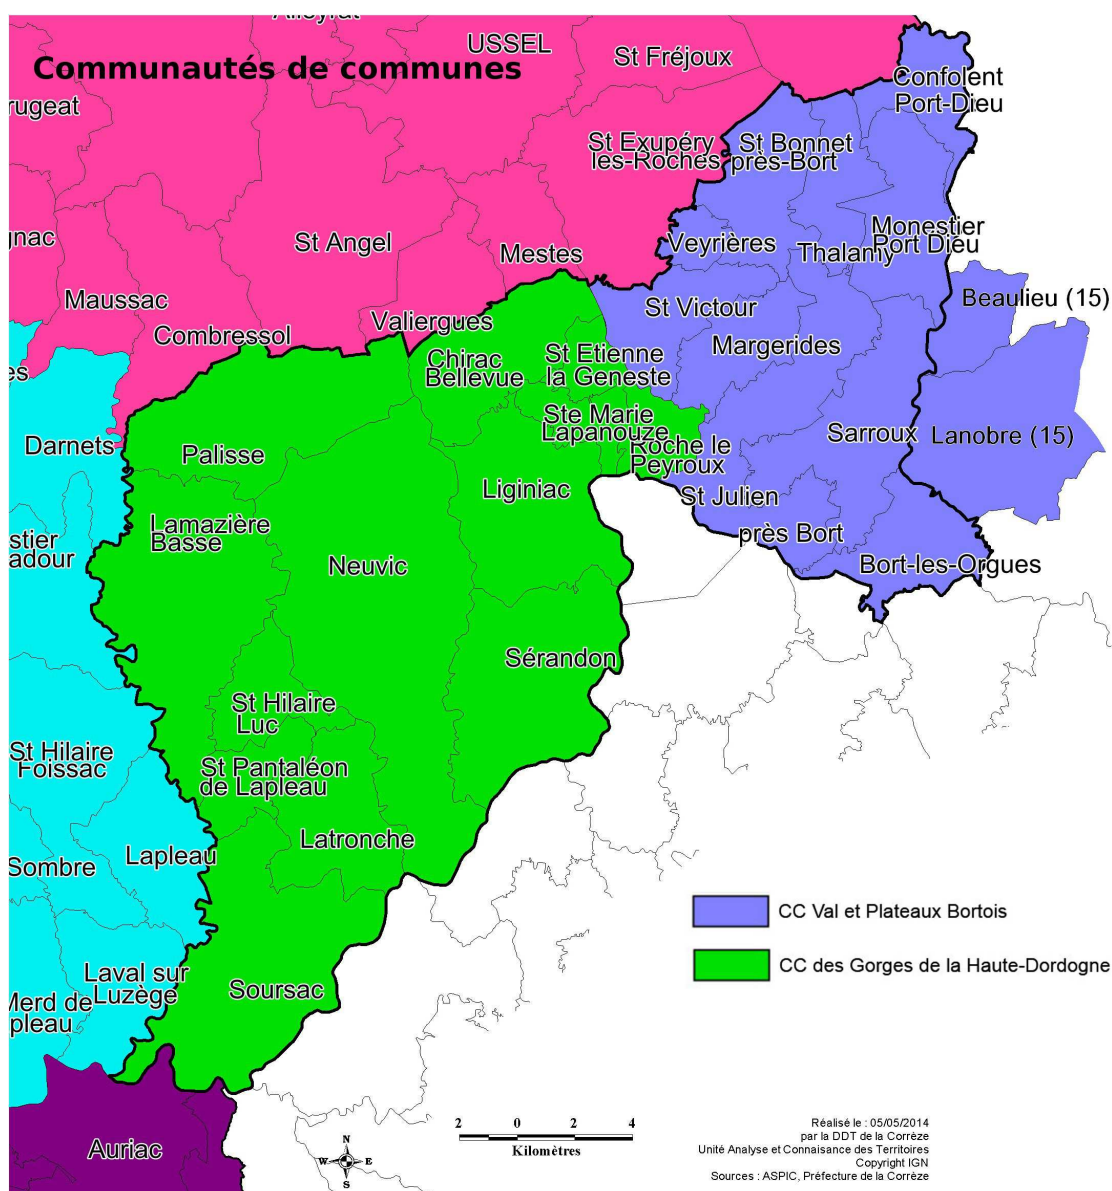 Alleyrat
USSEL
Communautés de communes
St Fréjoux
Confolent
Port-Dieu
rugeat
St Exupéry
les-Roches
St Bonnet
près-Bort
gnac
St Angel
Mestes
Veyrières
Thalamy
Monestier
Port Dieu
Maussac
Combressol
Valiergues
St Victour
Beaulieu (15)
Margerides
es
Chirac
Bellevue
St Etienne
la Geneste
Darnets
Palisse
Ste Marie
Lapanouze
Roche le
Peyroux
Sarroux
Lanobre (15)
Liginiac
St Julien
près Bort
Lamazière
Basse
stier
adour
Neuvic
Bort-les-Orgues
Sérandon
St Hilaire
Luc
St Hilaire
Foissac
St Pantaléon
de Lapleau
Latronche
Sombre
Lapleau
CC Val et Plateaux Bortois
CC des Gorges de la Haute-Dordogne
Laval sur
Luzège
Soursac
Merd de
pleau
Auriac
2 0 2 4
Kilomètres
N
W E
S
Réalisé le : 05/05/2014
par la DDT de la Corrèze
Unité Analyse et Connaisance des Territoires
Copyright IGN
Sources : ASPIC, Préfecture de la Corrèze